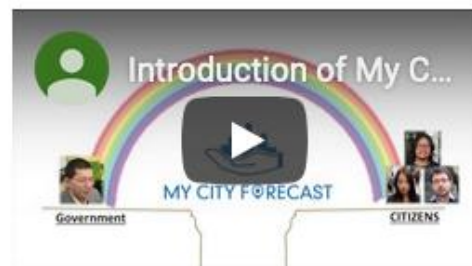 Introduction of My C...
MY CITY FORECAST
Government
CITIZENS